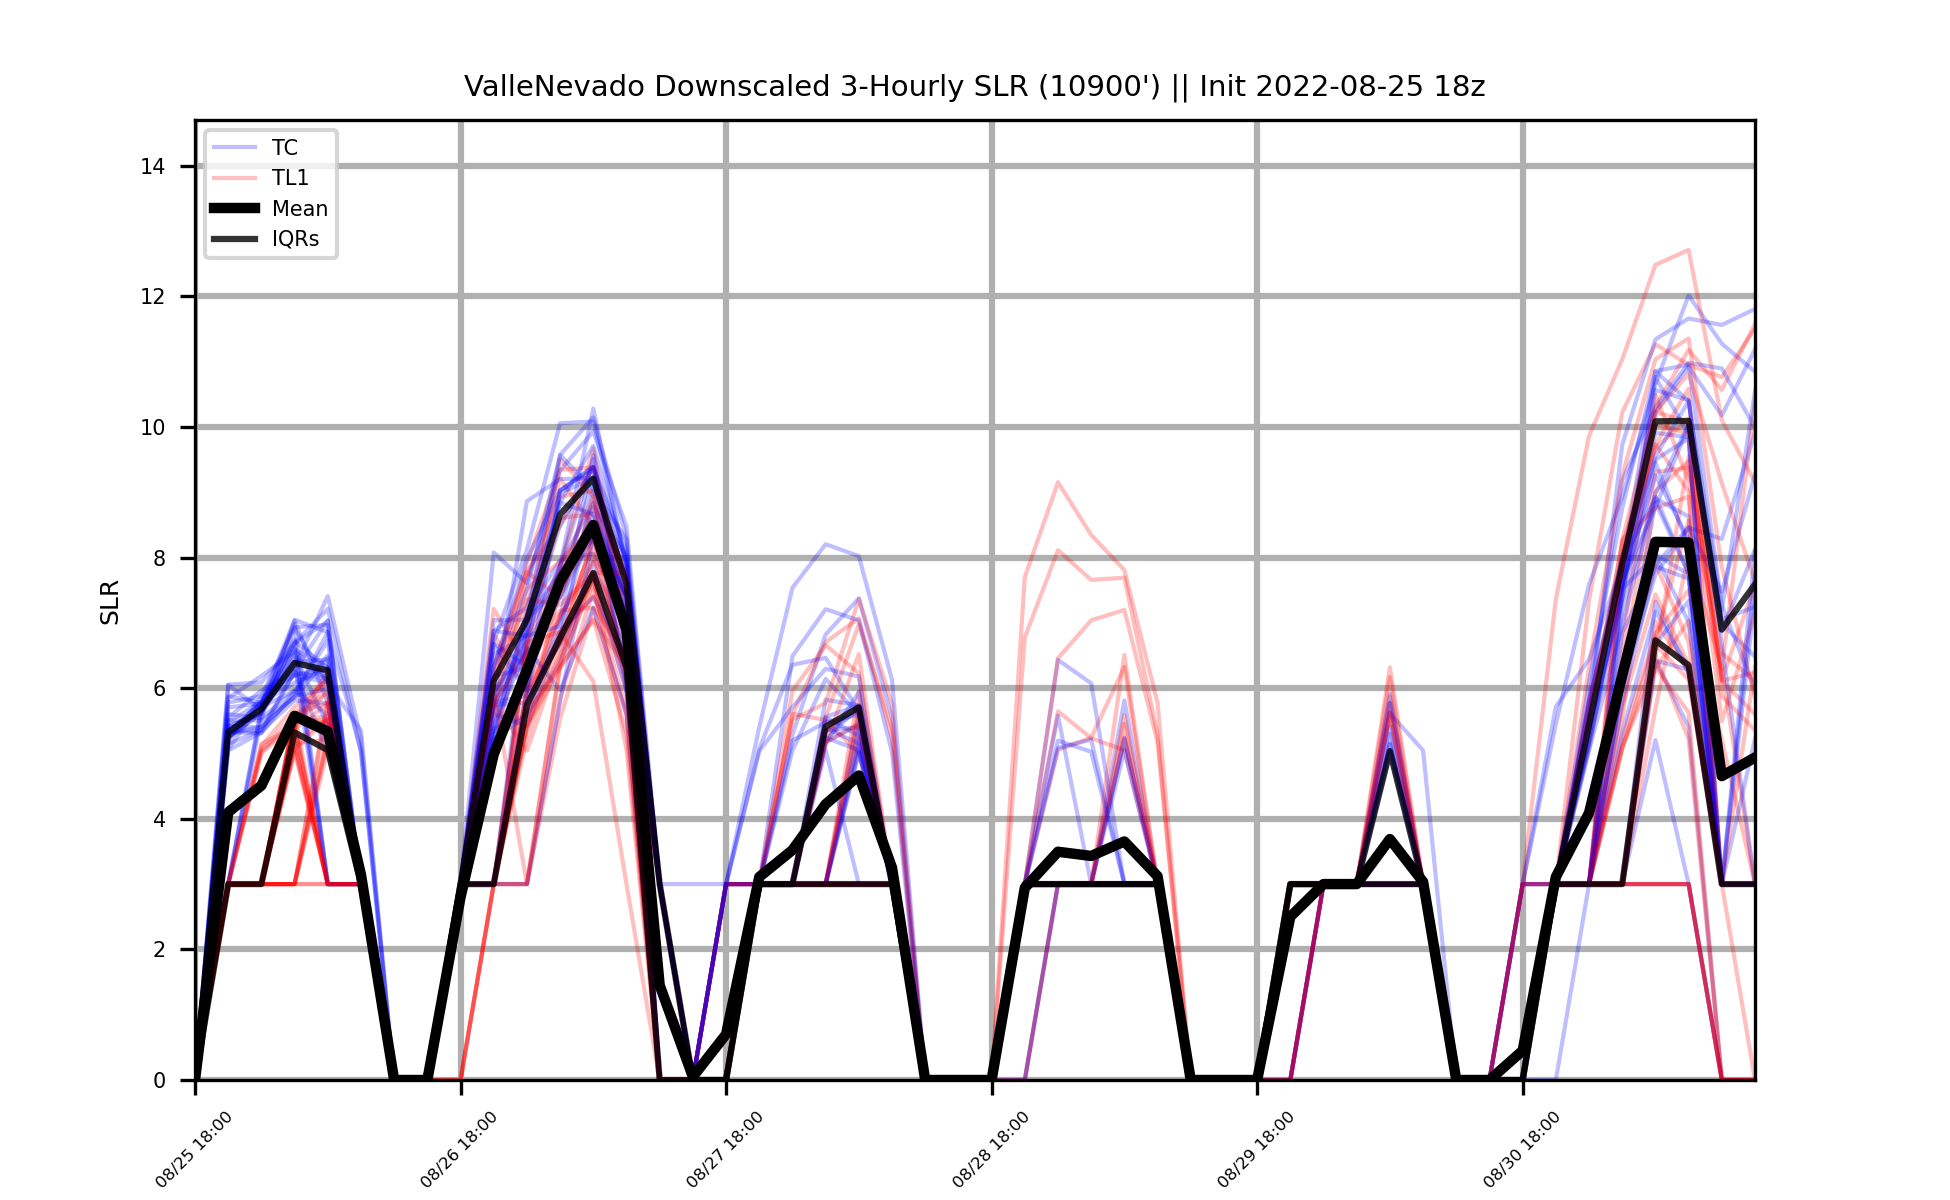 ValleNevado Downscaled 3-Hourly SLR (10900') || Init 2022-08-25 18z
TC
TL1
Mean
IQRs
SLR
14
12
10
8
6
4
2
0
08/25 18:00
08/26 18:00
08/27 18:00
08/28 18:00
08/29 18:00
08/30 18:00